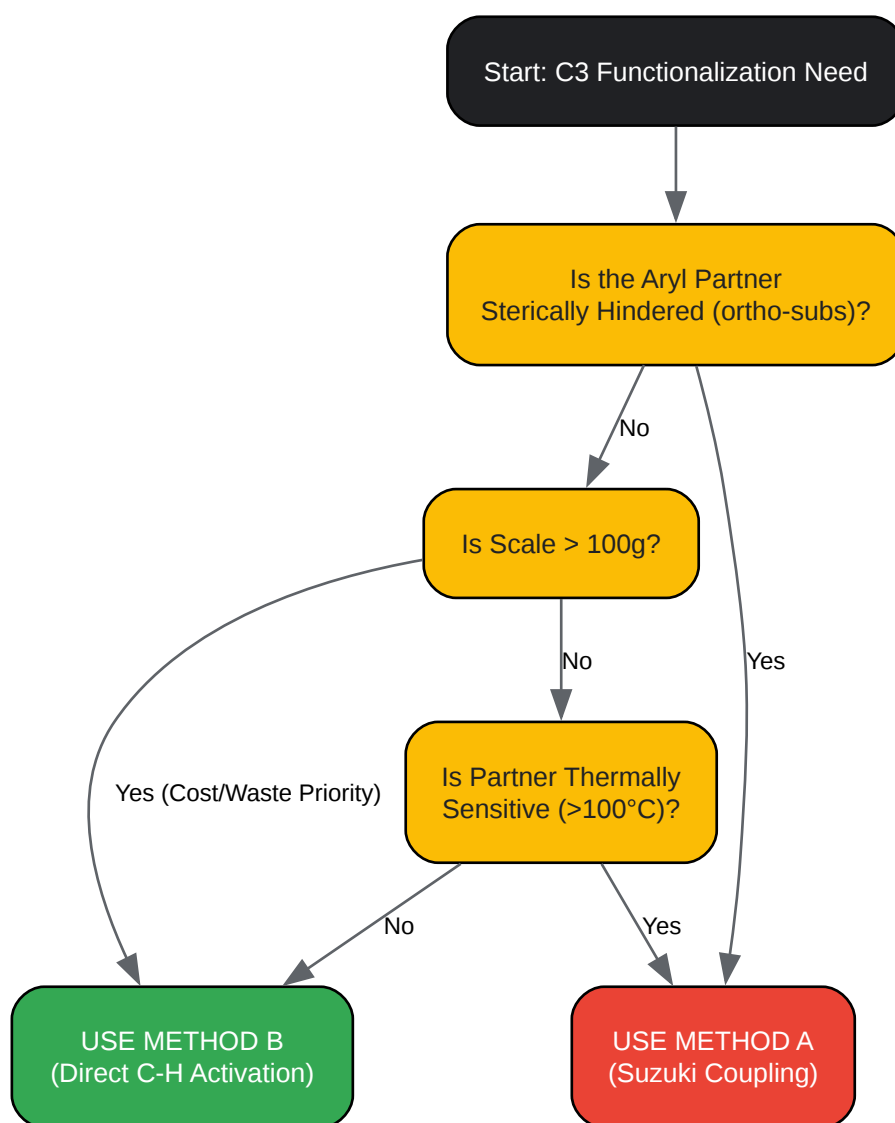 Start: C3 Functionalization Need
Is the Aryl Partner
Sterically Hindered (ortho-subs)?
No
Is Scale > 100g?
No
Yes
Is Partner Thermally
Sensitive (>100°C)?
Yes (Cost/Waste Priority)
No
Yes
USE METHOD B
(Direct C-H Activation)
USE METHOD A
(Suzuki Coupling)